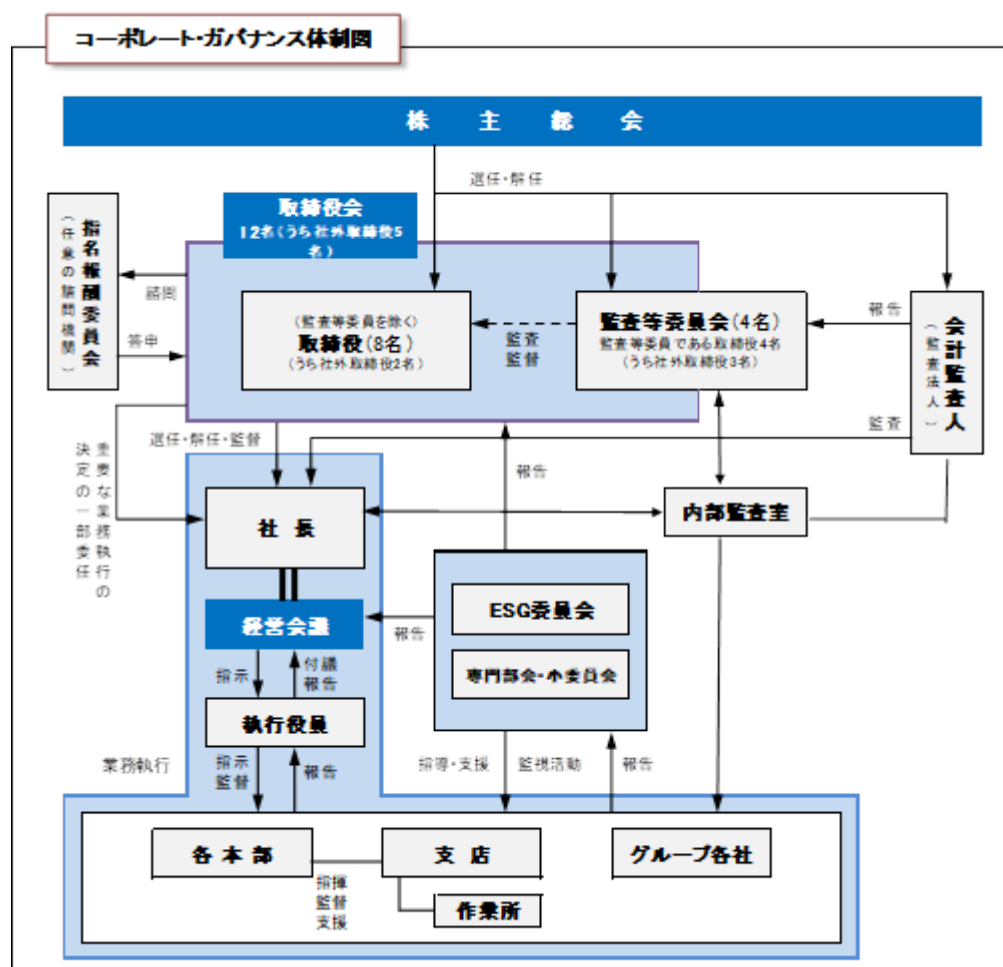 コーポレート・ガバナンス体制図
株主総会
選任・解任
取締役会
12名(うち社外取締役5
名)
指名報酬委員会
(任意の諮問機関)
諮問
答申
(監査等委員を除く)
取締役(8名)
(うち社外取締役2名)
監査
監督
監査等委員会(4名)
監査等委員である取締役4名
(うち社外取締役3名)
報告
会計監査人
(監査法人)
選任・解任・監督
監査
重要な業務執行の
決定の一部委任
報告
社長
内部監査室
経営会議
報告
ESG委員会
専門部会・小委員会
指示
付議
報告
執行役員
業務執行
指示
監督
報告
指導・支援
監視活動
報告
各本部
支店
グループ各社
指揮
監督
支援
作業所